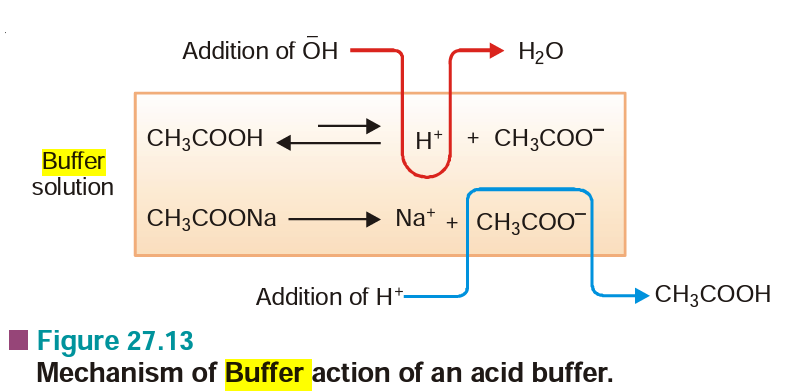 Addition of ŌH → H₂O
CH₃COOH ⇌ H⁺ + CH₃COO⁻
Buffer
solution
CH₃COONa → Na⁺ + CH₃COO⁻
Addition of H⁺ → CH₃COOH
Figure 27.13
Mechanism of Buffer action of an acid buffer.